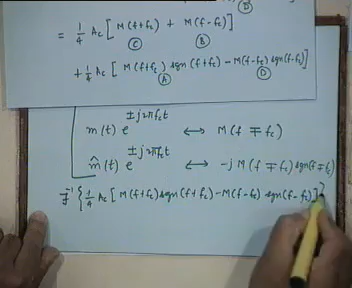 (D)
= 1/4 Ac [ M(f+fc) + M(f-fc) ]
(C) (B)
+ 1/4 Ac [ M(f+fc) sgn(f+fc) - M(f-fc) sgn(f-fc) ]
(A) (D)
m(t) e^{±j2πfct} ⟷ M(f ∓ fc)
m̂(t) e^{±j2πfct} ⟷ -j M(f ∓ fc) sgn(f ∓ fc)
F⁻¹ { 1/4 Ac [ M(f+fc) sgn(f+fc) - M(f-fc) sgn(f-fc) ] }